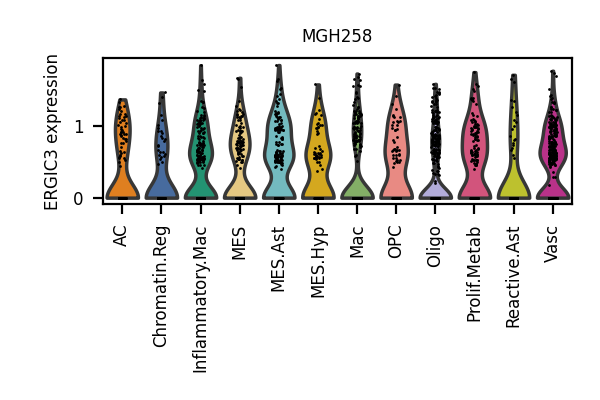 MGH258
ERGIC3 expression
1
0
AC
Chromatin.Reg
Inflammatory.Mac
MES
MES.Ast
MES.Hyp
Mac
OPC
Oligo
Prolif.Metab
Reactive.Ast
Vasc